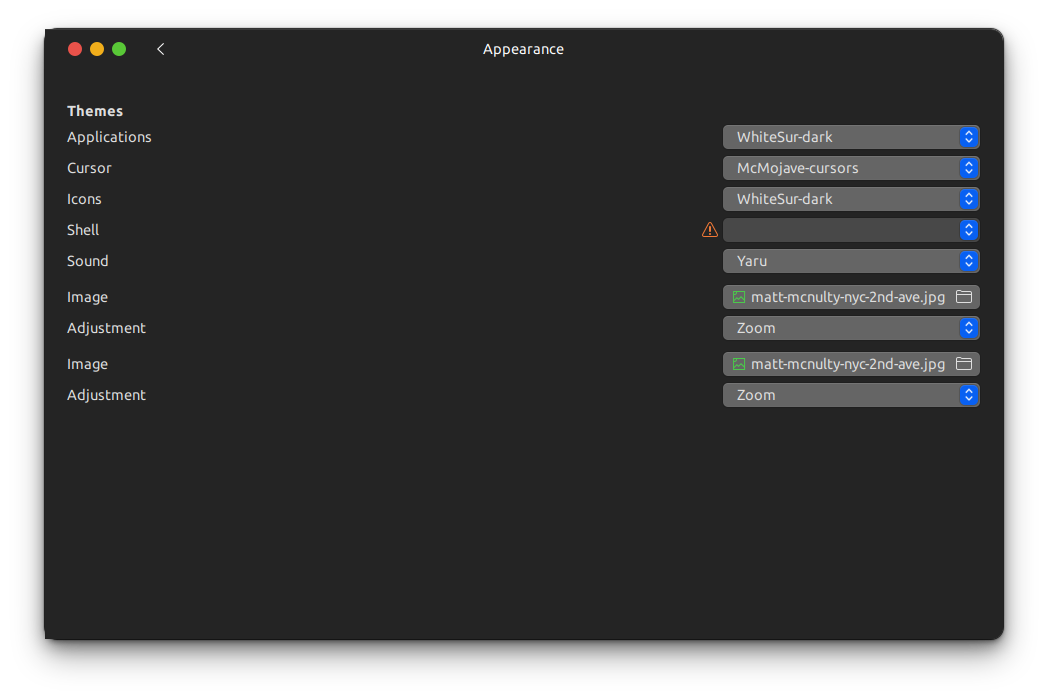 Appearance
Themes
Applications WhiteSur-dark
Cursor McMojave-cursors
Icons WhiteSur-dark
Shell
Sound Yaru
Image matt-mcnulty-nyc-2nd-ave.jpg
Adjustment Zoom
Image matt-mcnulty-nyc-2nd-ave.jpg
Adjustment Zoom